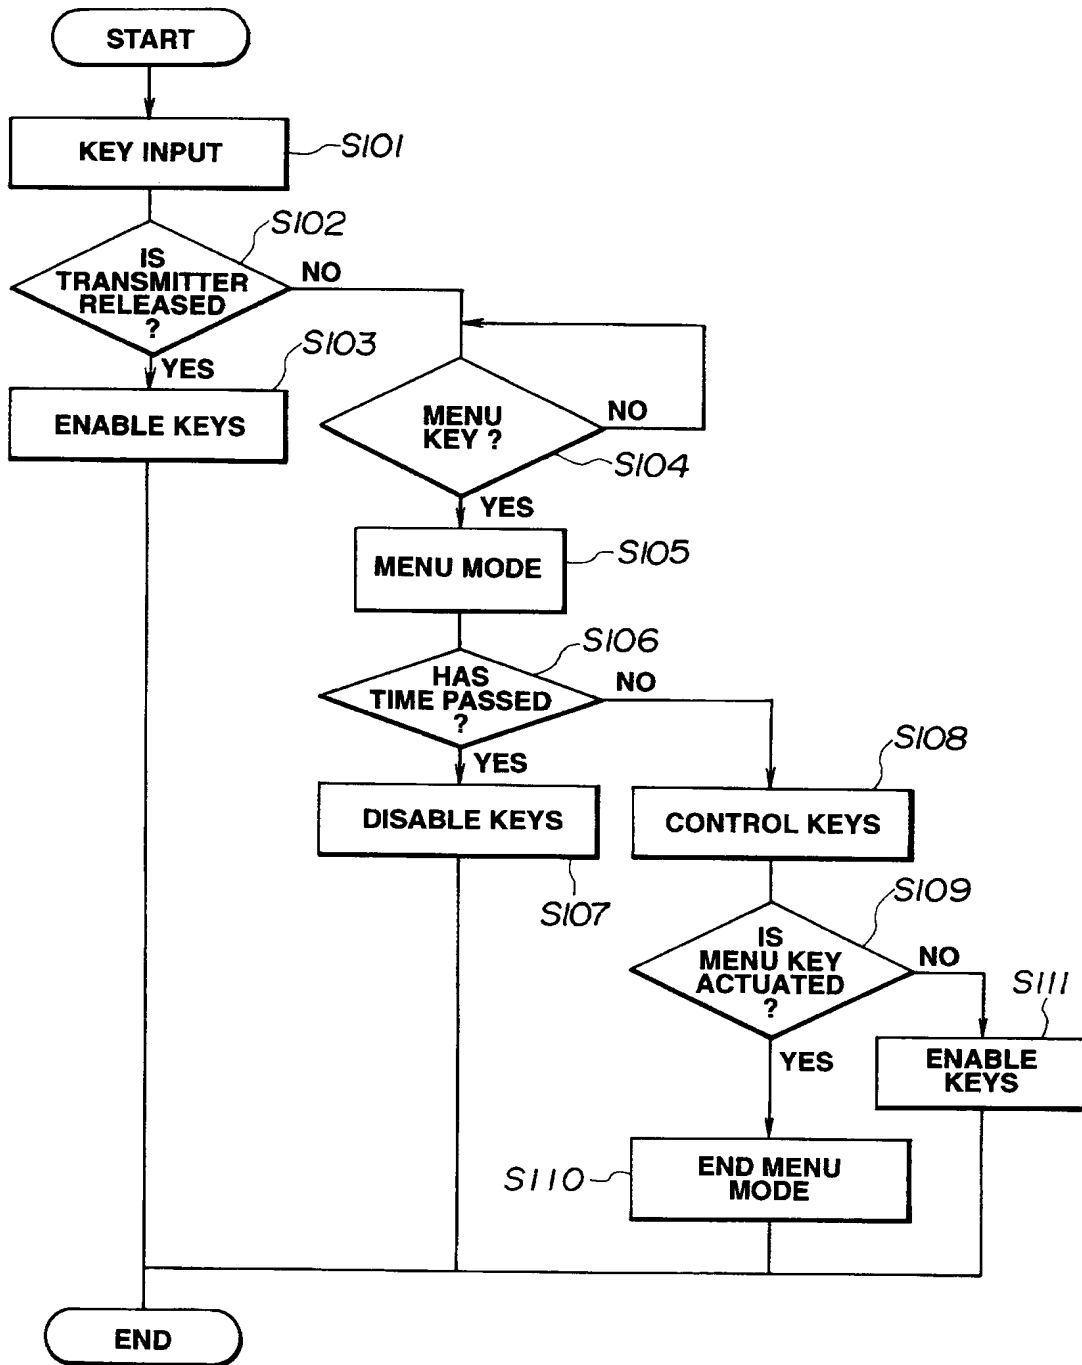 START
KEY INPUT
S101
S102
IS
TRANSMITTER
RELEASED
?
NO
YES
S103
ENABLE KEYS
MENU
KEY ?
NO
S104
YES
MENU MODE
S105
S106
HAS
TIME PASSED
?
NO
YES
S108
DISABLE KEYS
CONTROL KEYS
S107
S109
IS
MENU KEY
ACTUATED
?
NO
S111
YES
ENABLE
KEYS
S110
END MENU
MODE
END